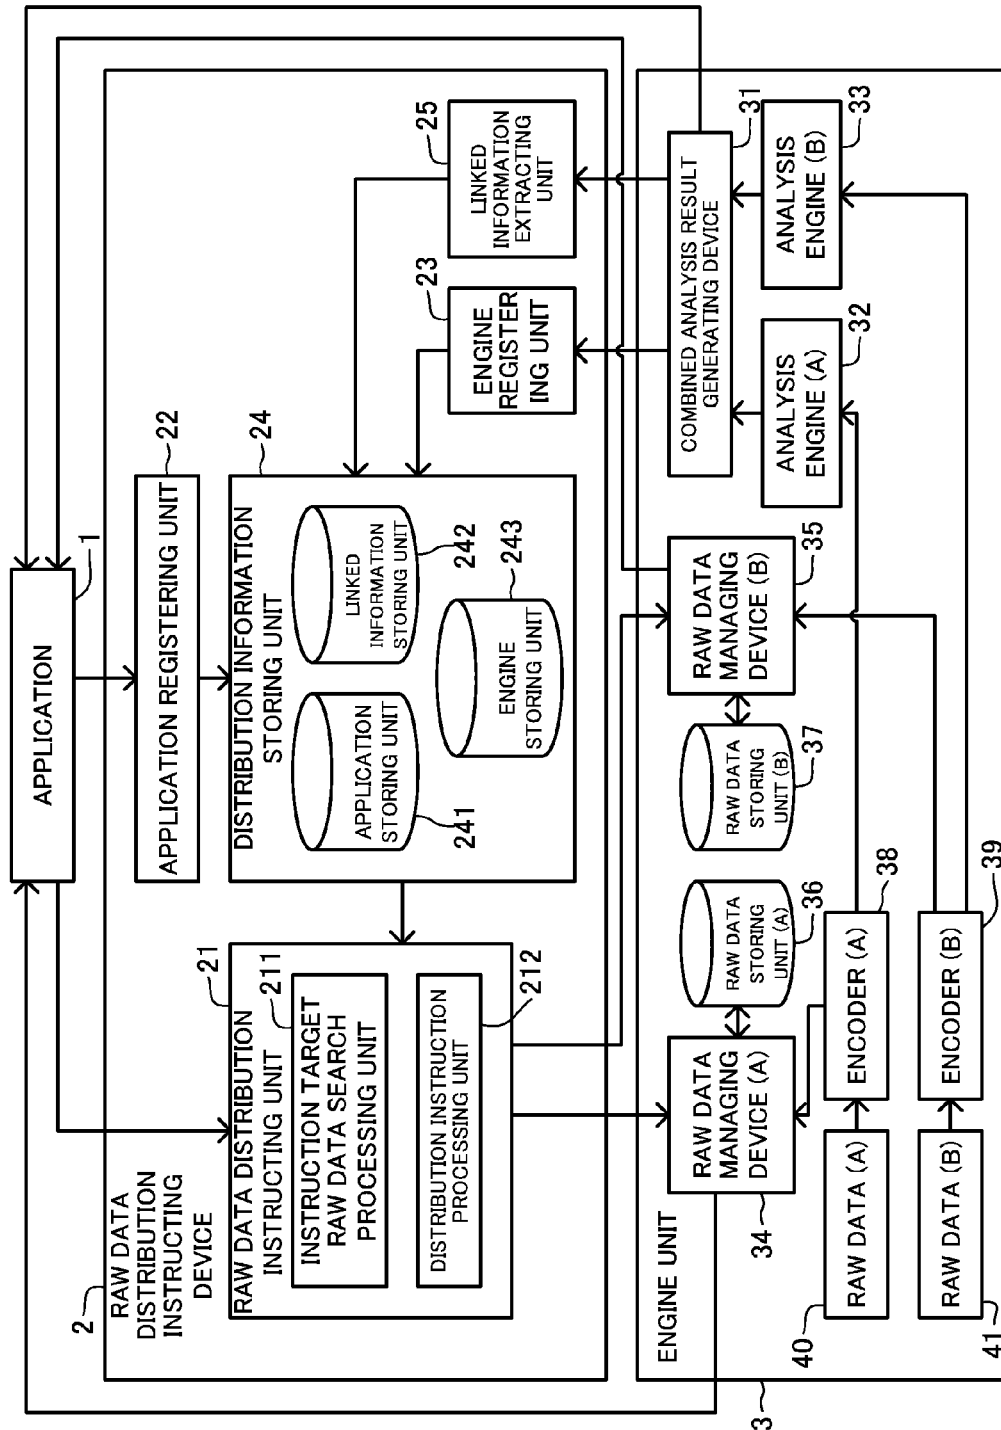 APPLICATION
1
2
RAW DATA
DISTRIBUTION
INSTRUCTING
DEVICE
APPLICATION REGISTERING UNIT
22
RAW DATA DISTRIBUTION
INSTRUCTING UNIT
21
INSTRUCTION TARGET
RAW DATA SEARCH
PROCESSING UNIT
211
DISTRIBUTION INSTRUCTION
PROCESSING UNIT
212
DISTRIBUTION INFORMATION
STORING UNIT
24
APPLICATION
STORING UNIT
241
LINKED
INFORMATION
STORING UNIT
242
ENGINE
STORING UNIT
243
ENGINE
REGISTER
ING UNIT
23
LINKED
INFORMATION
EXTRACTING
UNIT
25
ENGINE UNIT
3
RAW DATA
MANAGING
DEVICE (A)
34
RAW DATA
STORING
UNIT (A)
36
RAW DATA
STORING
UNIT (B)
37
RAW DATA
MANAGING
DEVICE (B)
35
COMBINED ANALYSIS RESULT
GENERATING DEVICE
31
ANALYSIS
ENGINE (A)
32
ANALYSIS
ENGINE (B)
33
RAW DATA (A)
40
ENCODER (A)
38
RAW DATA (B)
41
ENCODER (B)
39